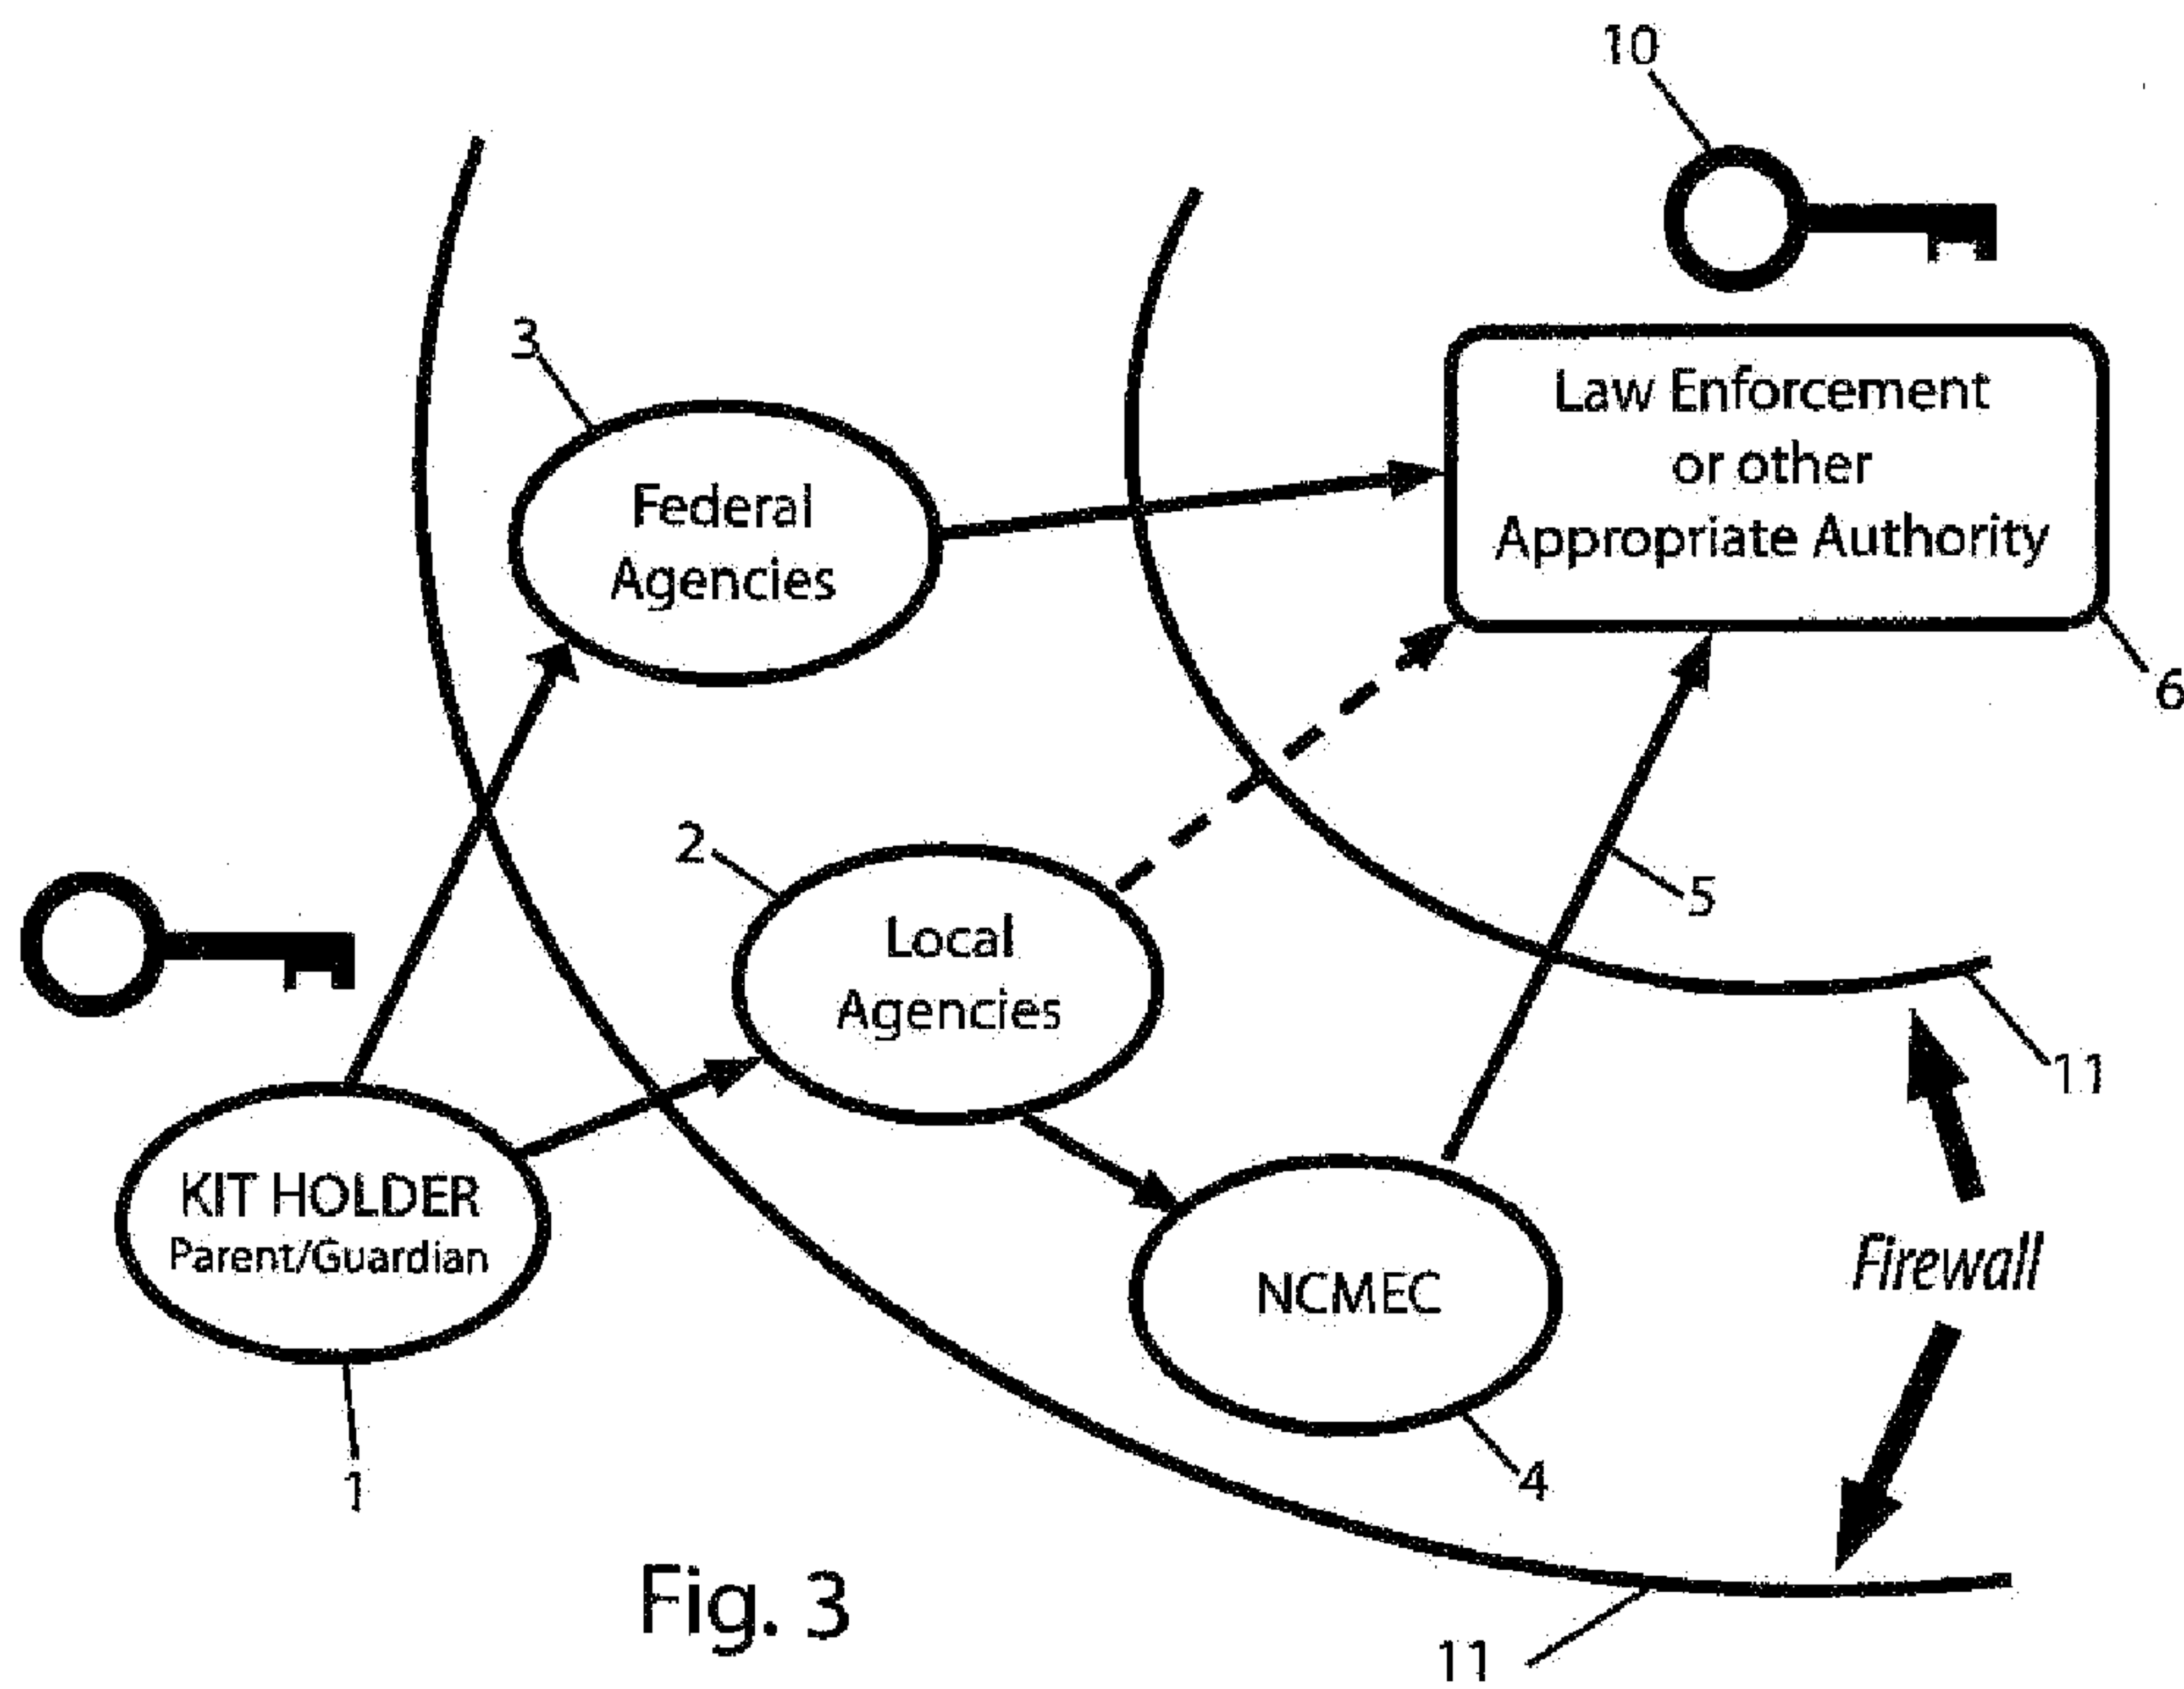 10
3
Law Enforcement
or other
Appropriate Authority
Federal
Agencies
6
2
Local
Agencies
5
11
KIT HOLDER
Parent/Guardian
NCMEC
Firewall
1
4
Fig. 3
11